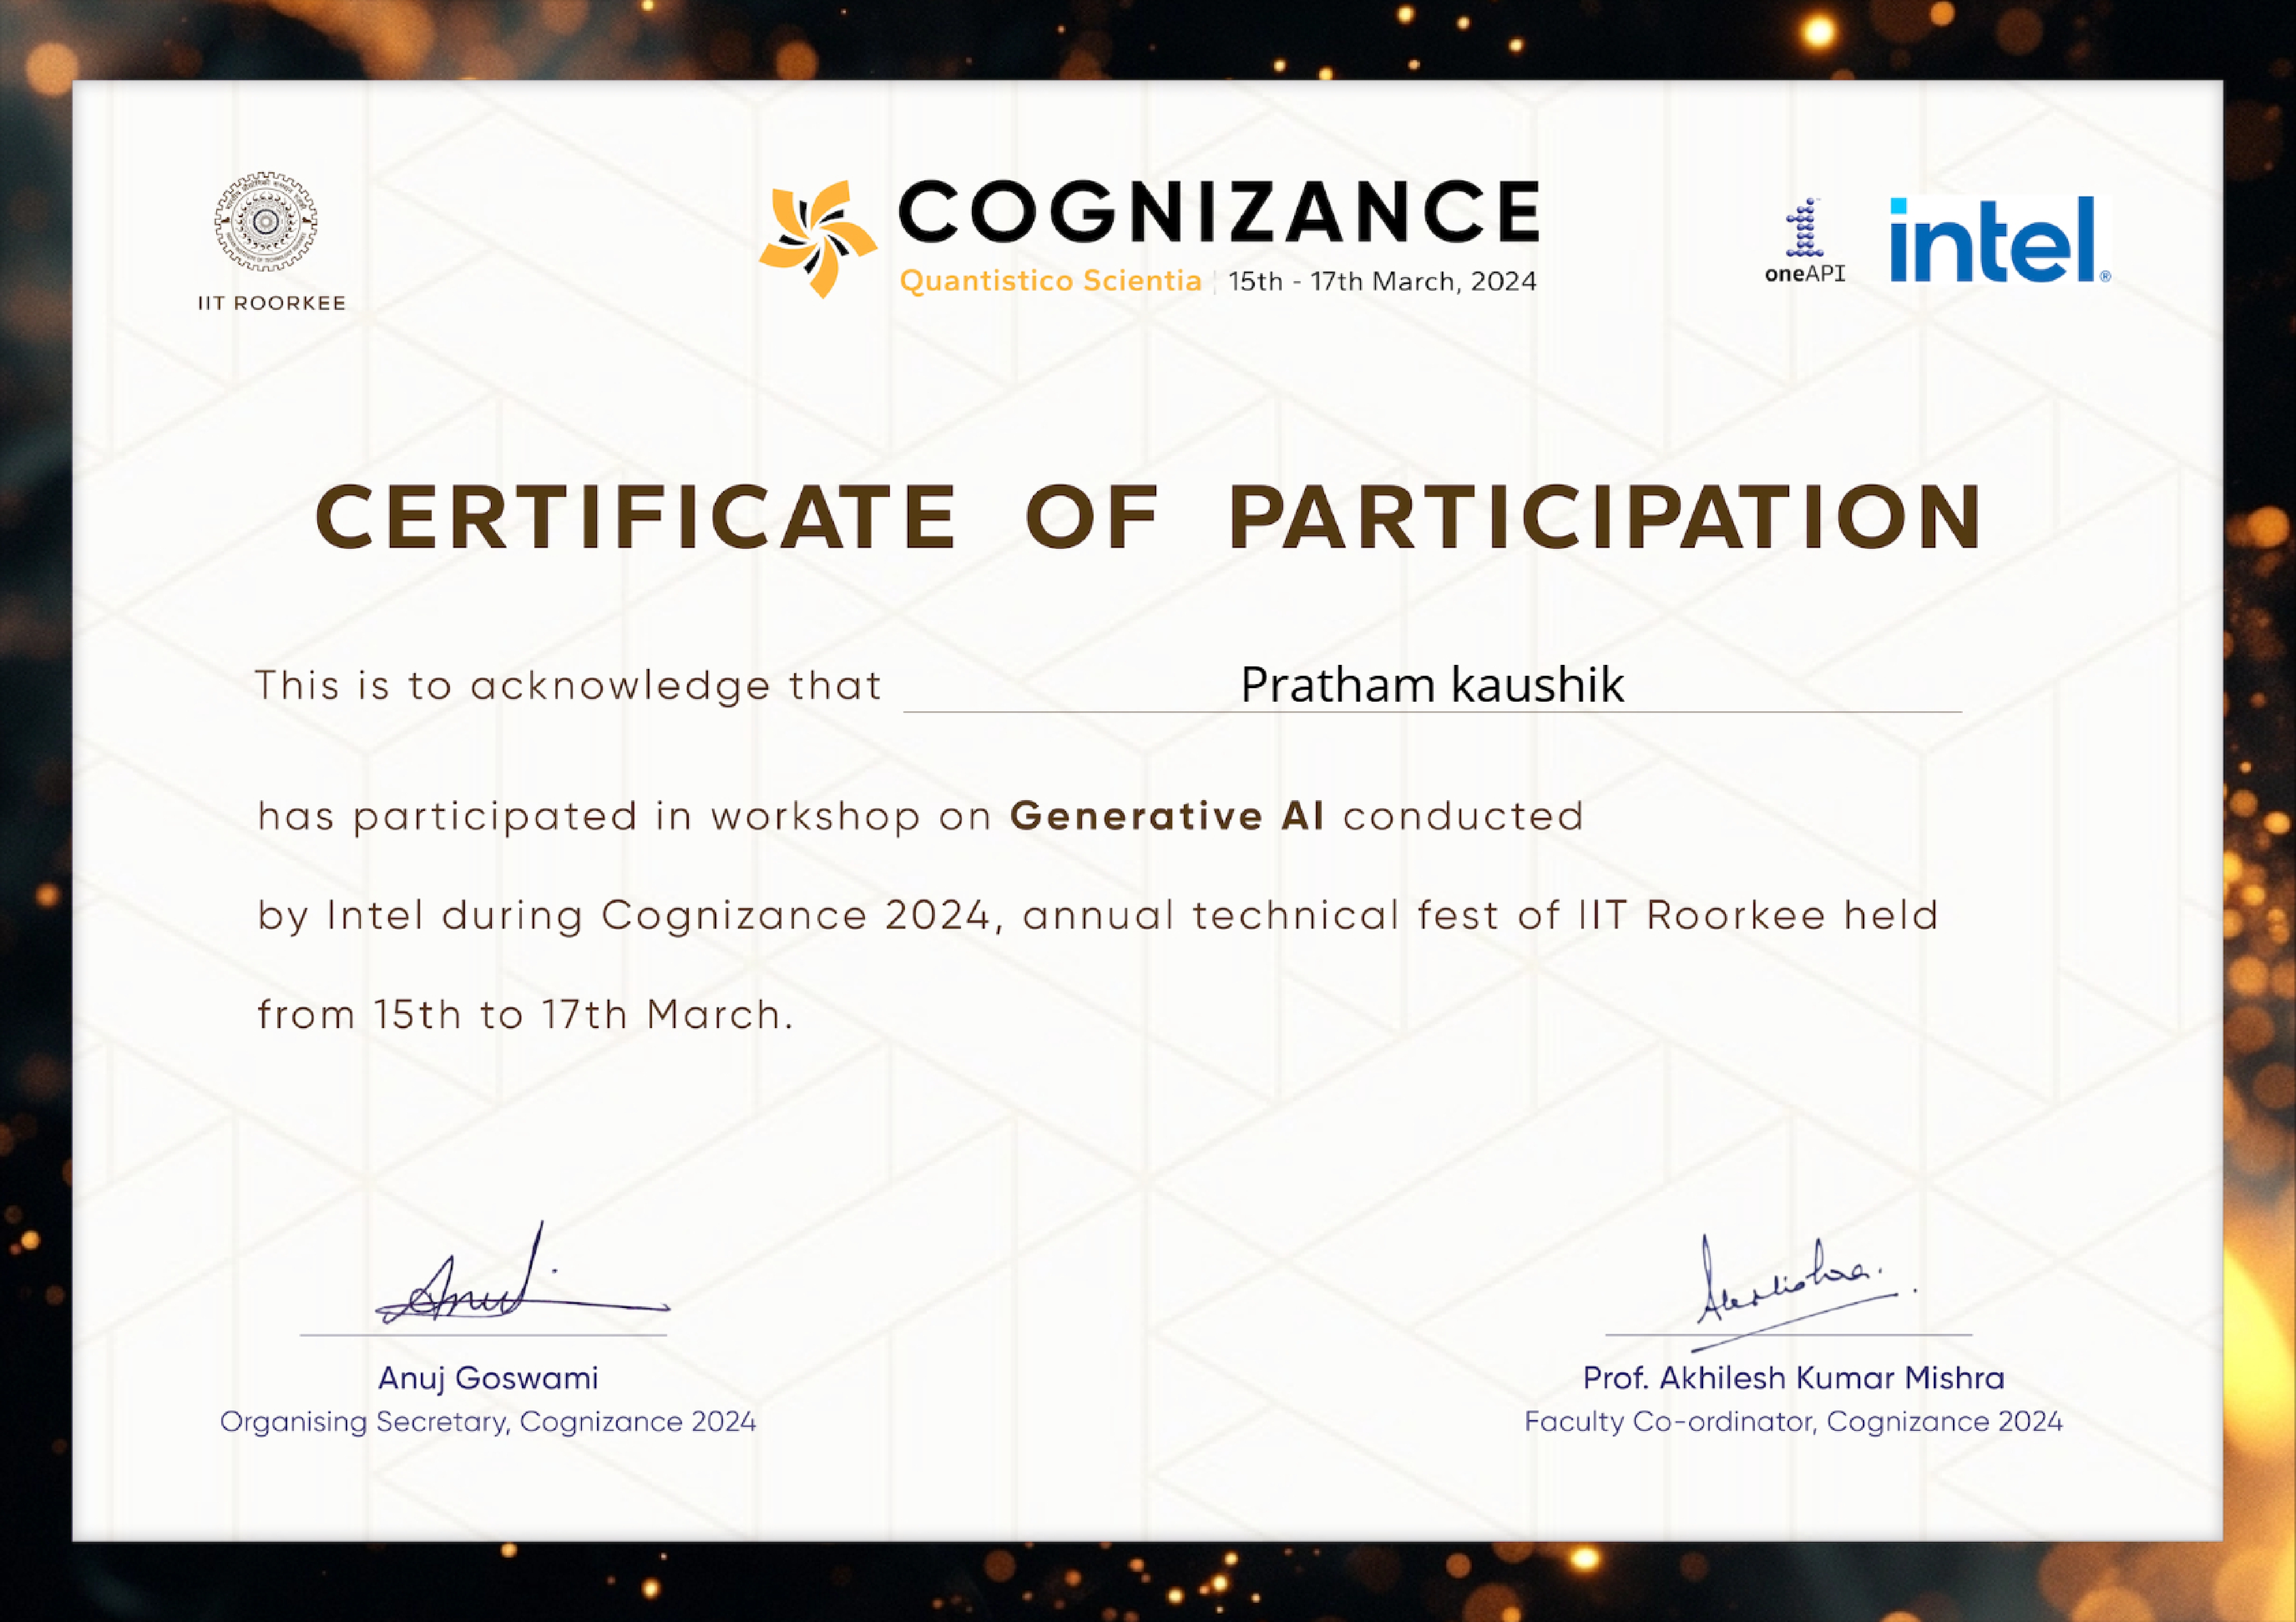 IIT ROORKEE
COGNIZANCE
Quantistico Scientia | 15th - 17th March, 2024
oneAPI
intel®
CERTIFICATE OF PARTICIPATION
This is to acknowledge that Pratham kaushik
has participated in workshop on Generative AI conducted
by Intel during Cognizance 2024, annual technical fest of IIT Roorkee held
from 15th to 17th March.
Anuj Goswami
Organising Secretary, Cognizance 2024
Prof. Akhilesh Kumar Mishra
Faculty Co-ordinator, Cognizance 2024